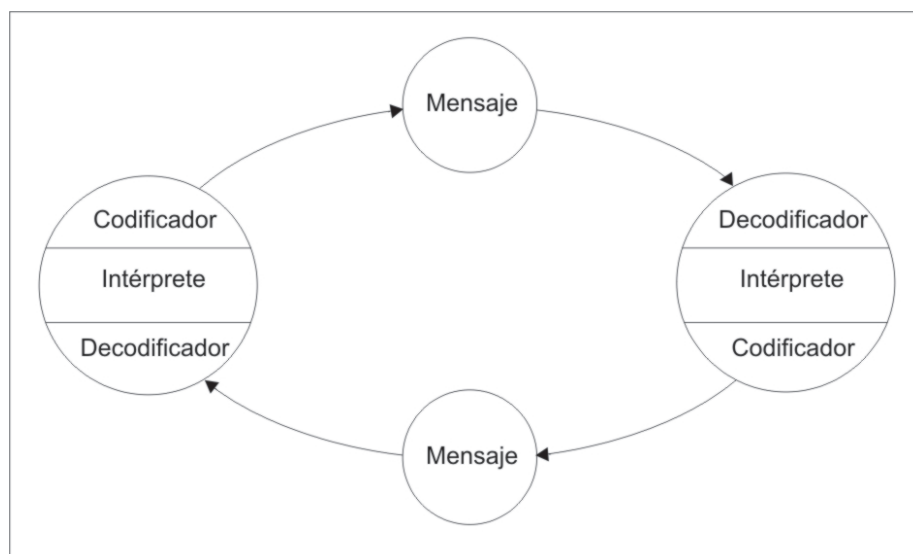 Mensaje
Codificador
Intérprete
Decodificador
Decodificador
Intérprete
Codificador
Mensaje